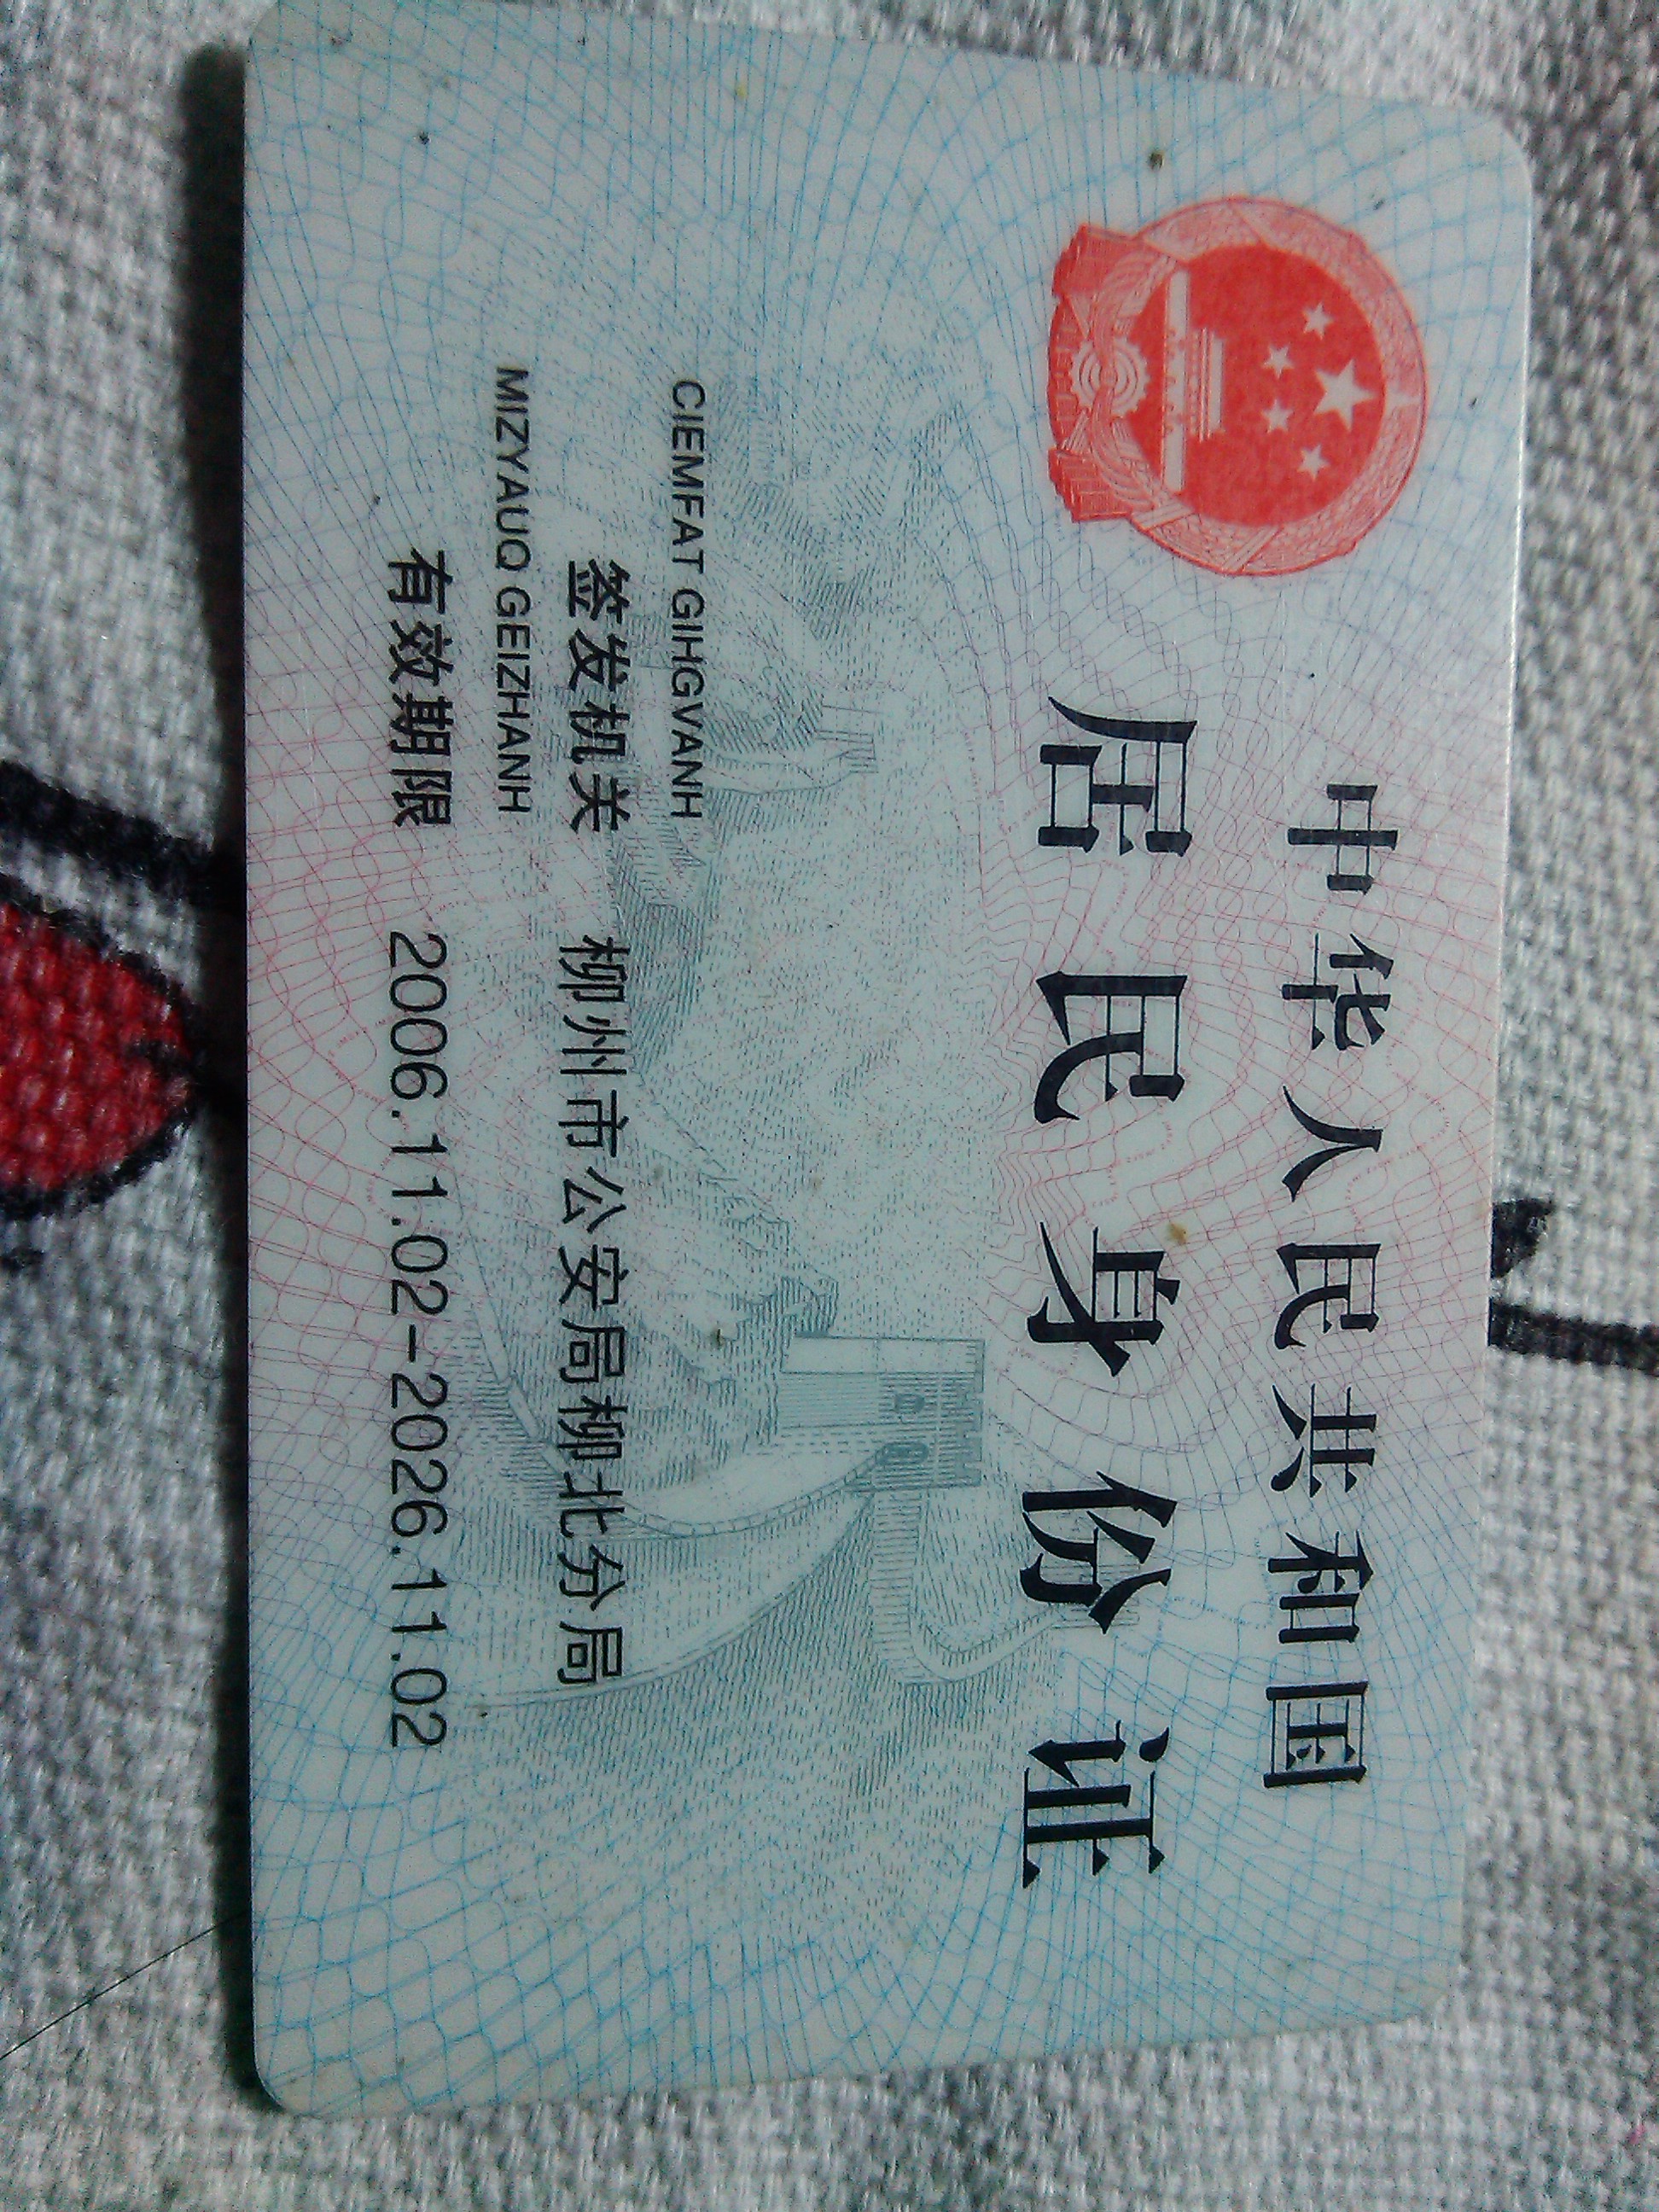 中华人民共和国
居民身份证
CIEMFAT GIHGVANH
签发机关 柳州市公安局柳北分局
MIZYAUQ GEIZHANH
有效期限 2006.11.02-2026.11.02